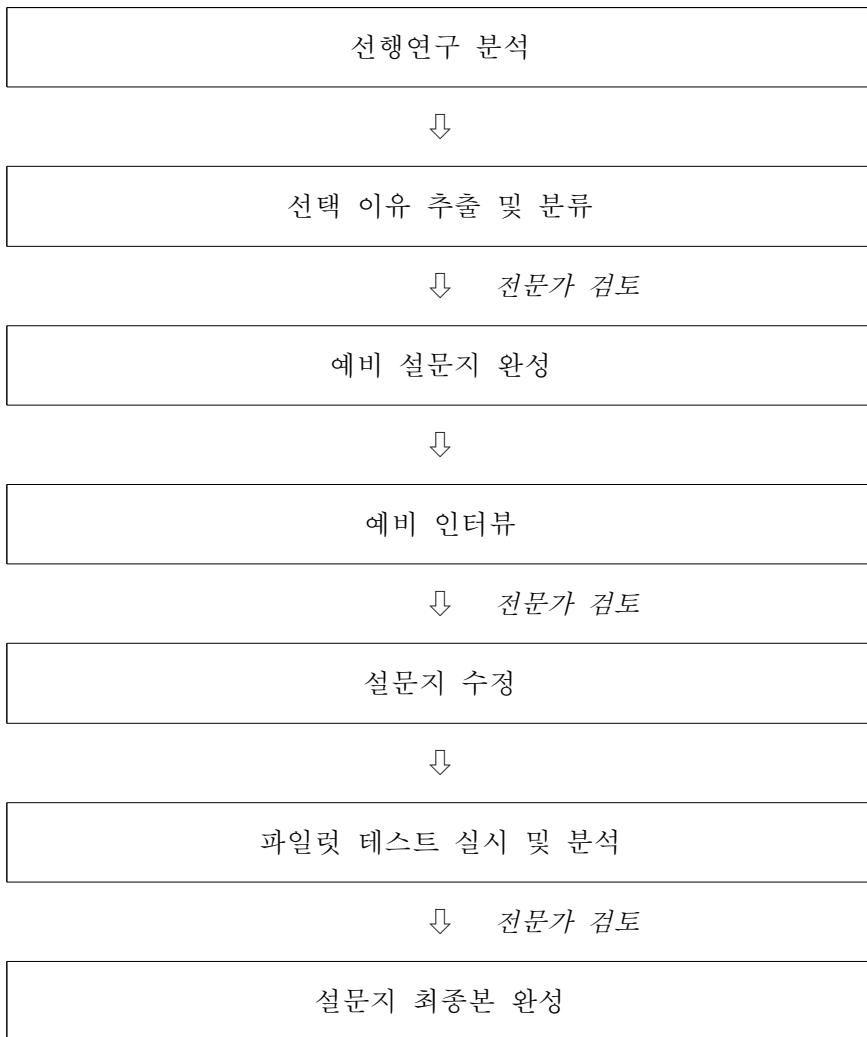 선행연구 분석
⇩
선택 이유 추출 및 분류
⇩ 전문가 검토
예비 설문지 완성
⇩
예비 인터뷰
⇩ 전문가 검토
설문지 수정
⇩
파일럿 테스트 실시 및 분석
⇩ 전문가 검토
설문지 최종본 완성